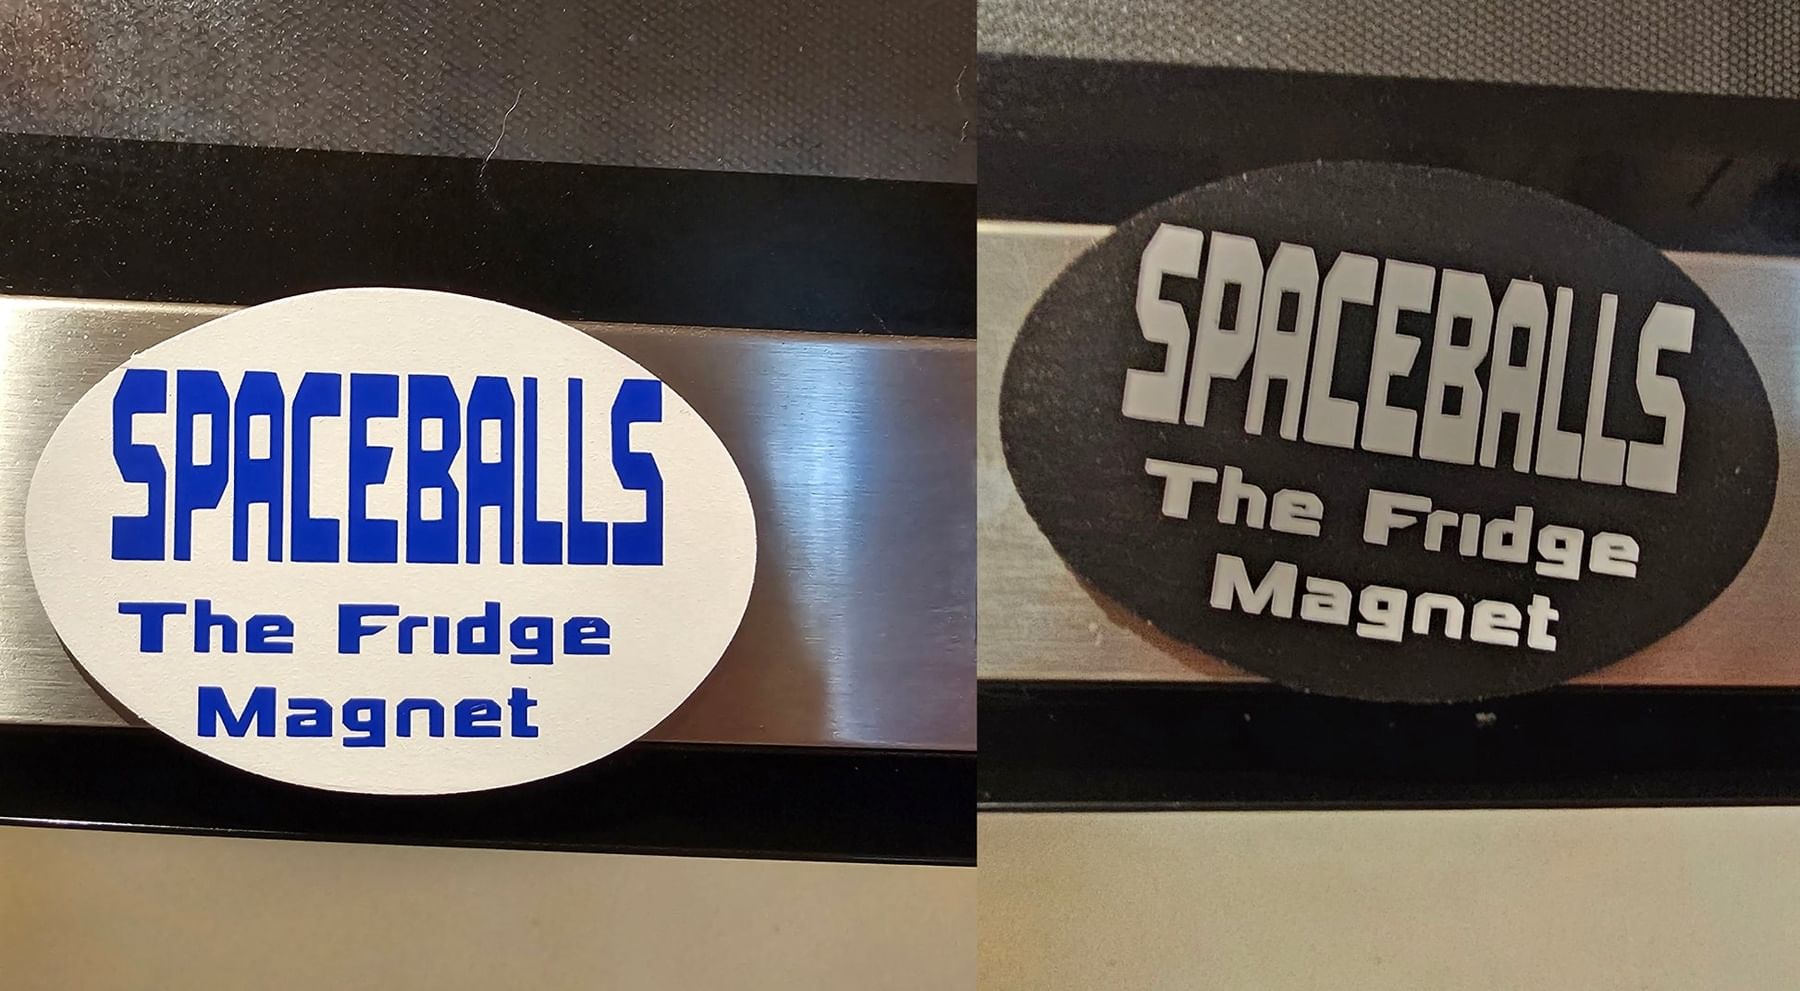 SPACEBALLS
The Fridge
Magnet
SPACEBALLS
The Fridge
Magnet